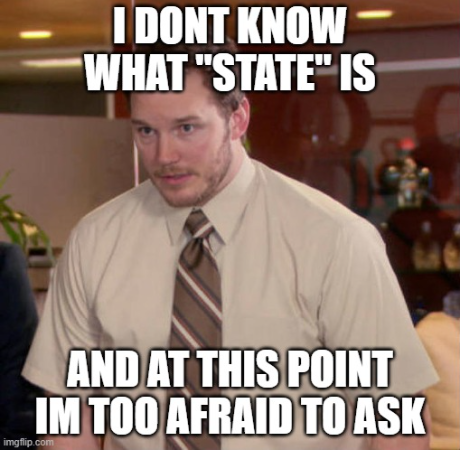 I DONT KNOW
WHAT "STATE" IS
AND AT THIS POINT
IM TOO AFRAID TO ASK
imgflip.com